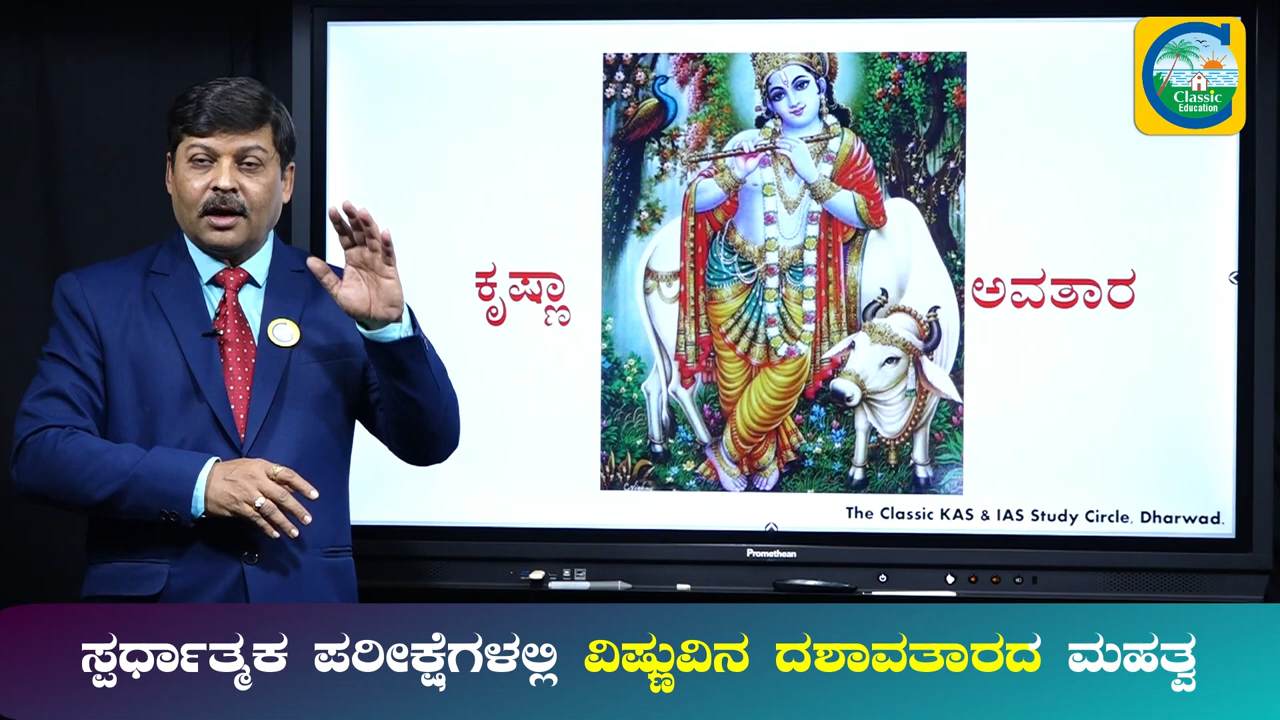 Classic
Education
ಕೃಷ್ಣಾ ಅವತಾರ
The Classic KAS & IAS Study Circle, Dharwad.
Promethean
ಸ್ಪರ್ಧಾತ್ಮಕ ಪರೀಕ್ಷೆಗಳಲ್ಲಿ ವಿಷ್ಣುವಿನ ದಶಾವತಾರದ ಮಹತ್ವ